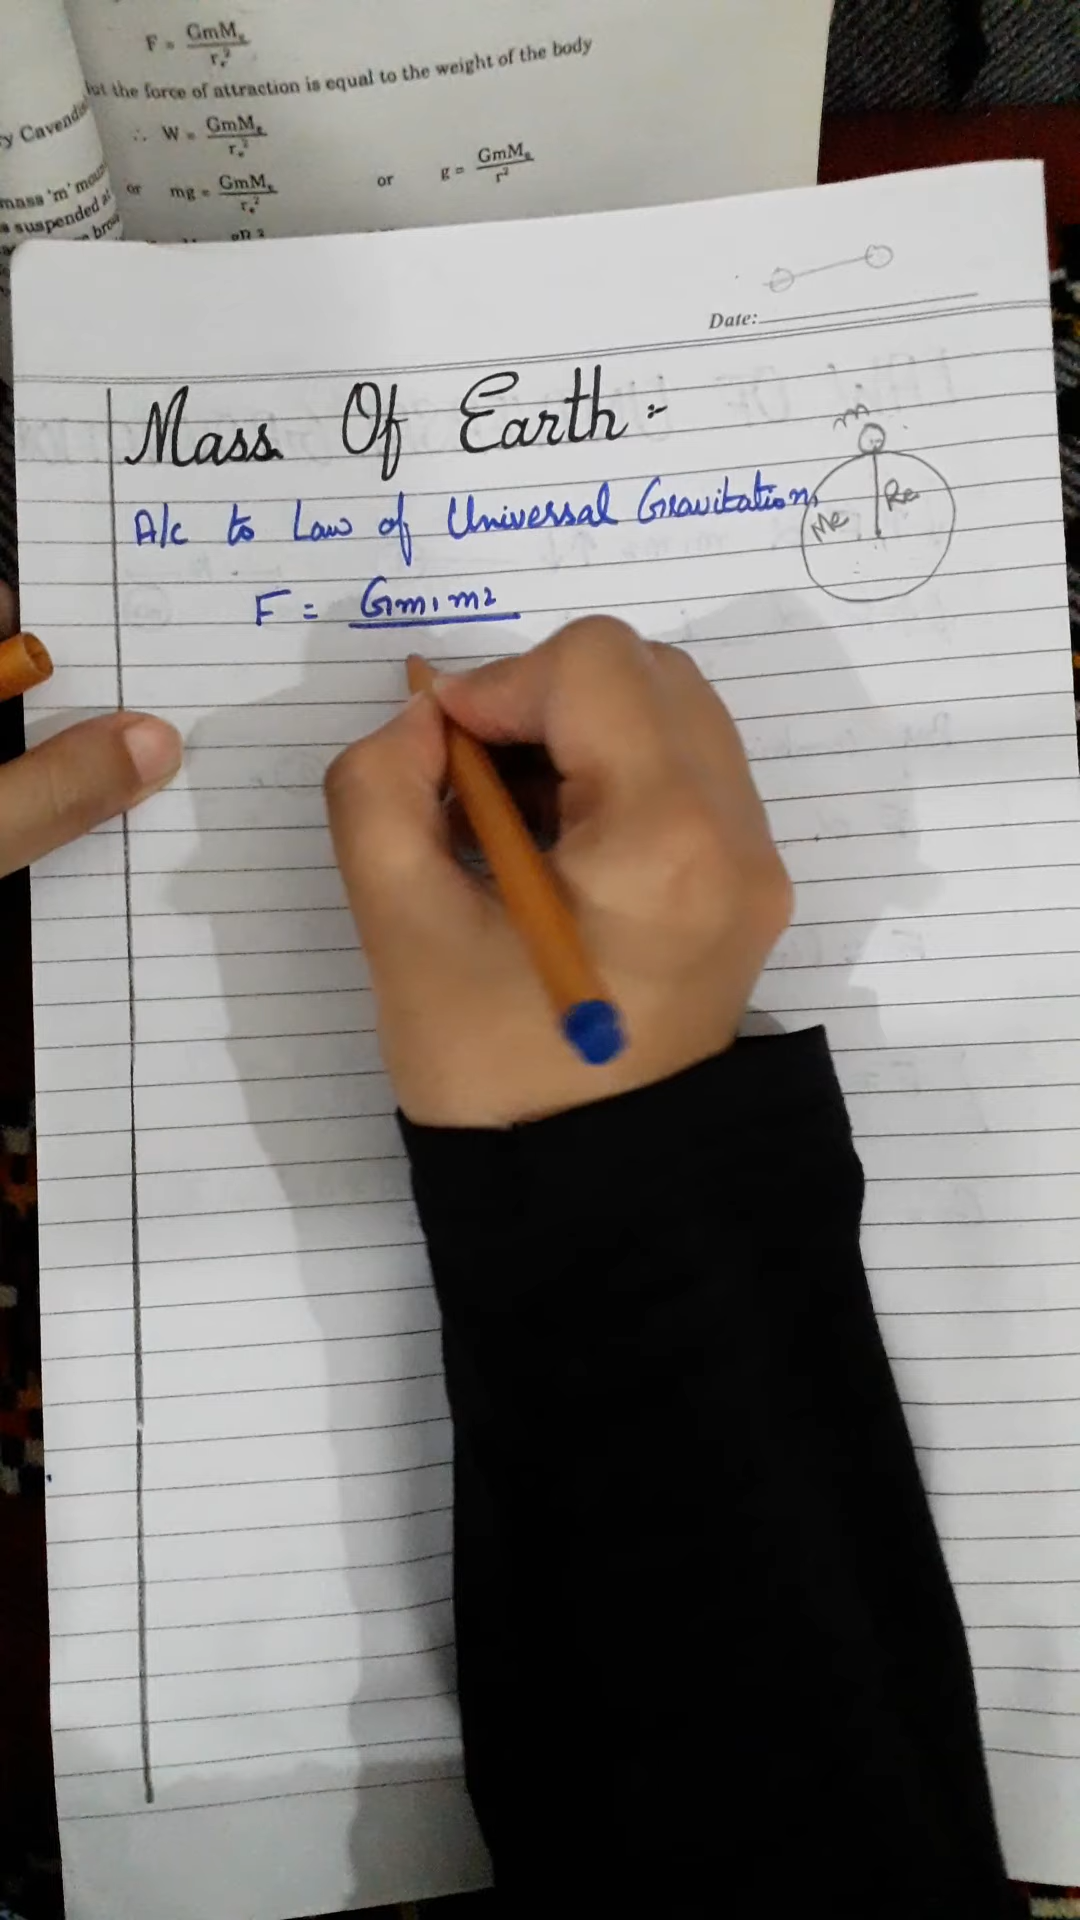 F = GmMe
re²
but the force of attraction is equal to the weight of the body
∴ W = GmMe
re²
or mg = GmMe
re²
or g = GmMe
r²
y Cavendi
mass 'm' mou
suspended a
Date:
Mass Of Earth:-
A/c to Law of Universal Gravitation,
F = Gm1m2
m
Me
Re